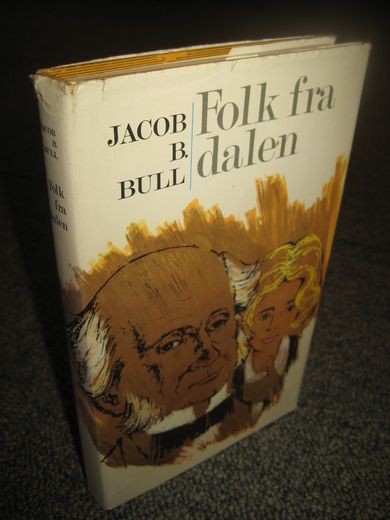 JACOB
B.
BULL
Folk fra
dalen
JACOB
B
BULL
Folk
fra
dalen